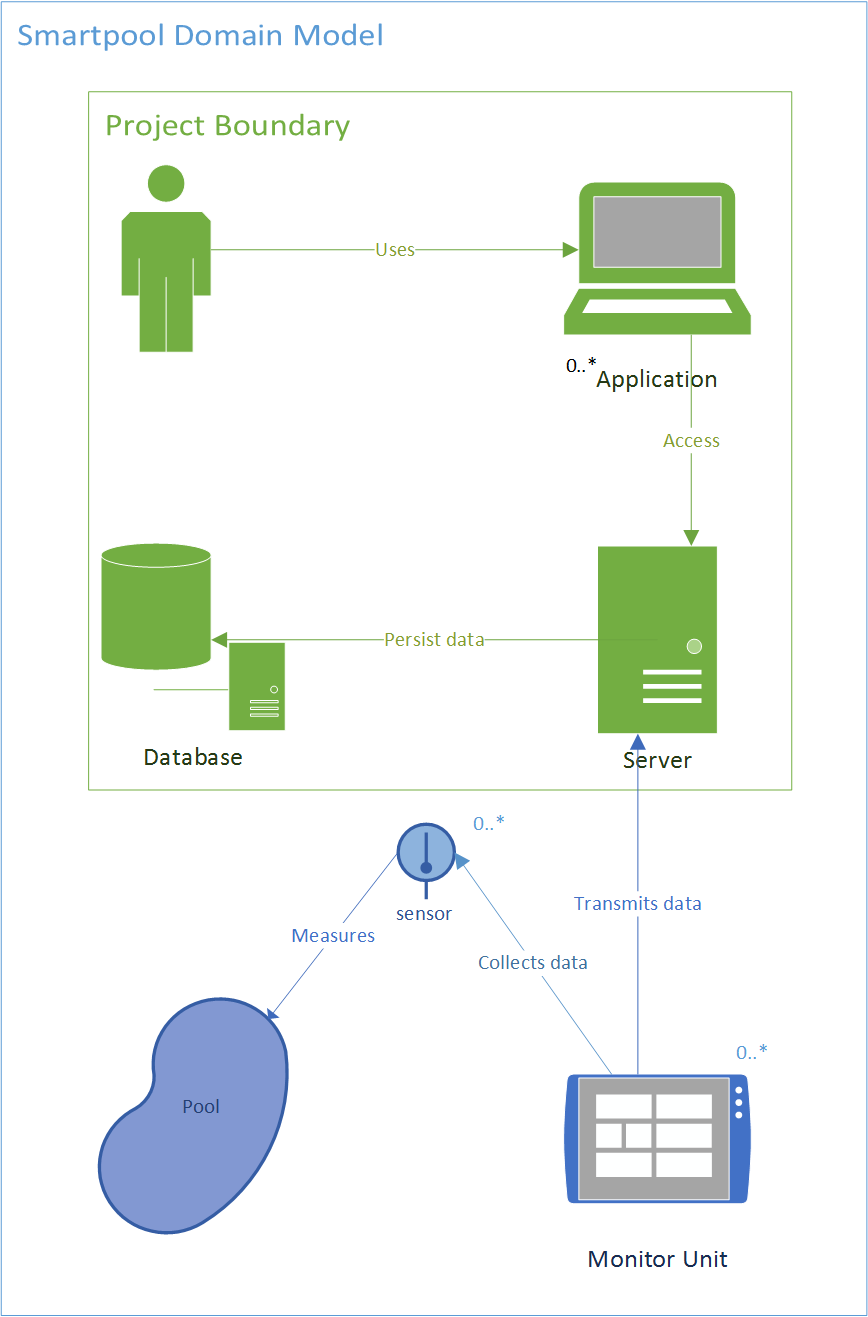 Smartpool Domain Model
Project Boundary
Uses
0..*
Application
Access
Persist data
Database
Server
0..*
sensor
Transmits data
Measures
Collects data
0..*
Pool
Monitor Unit